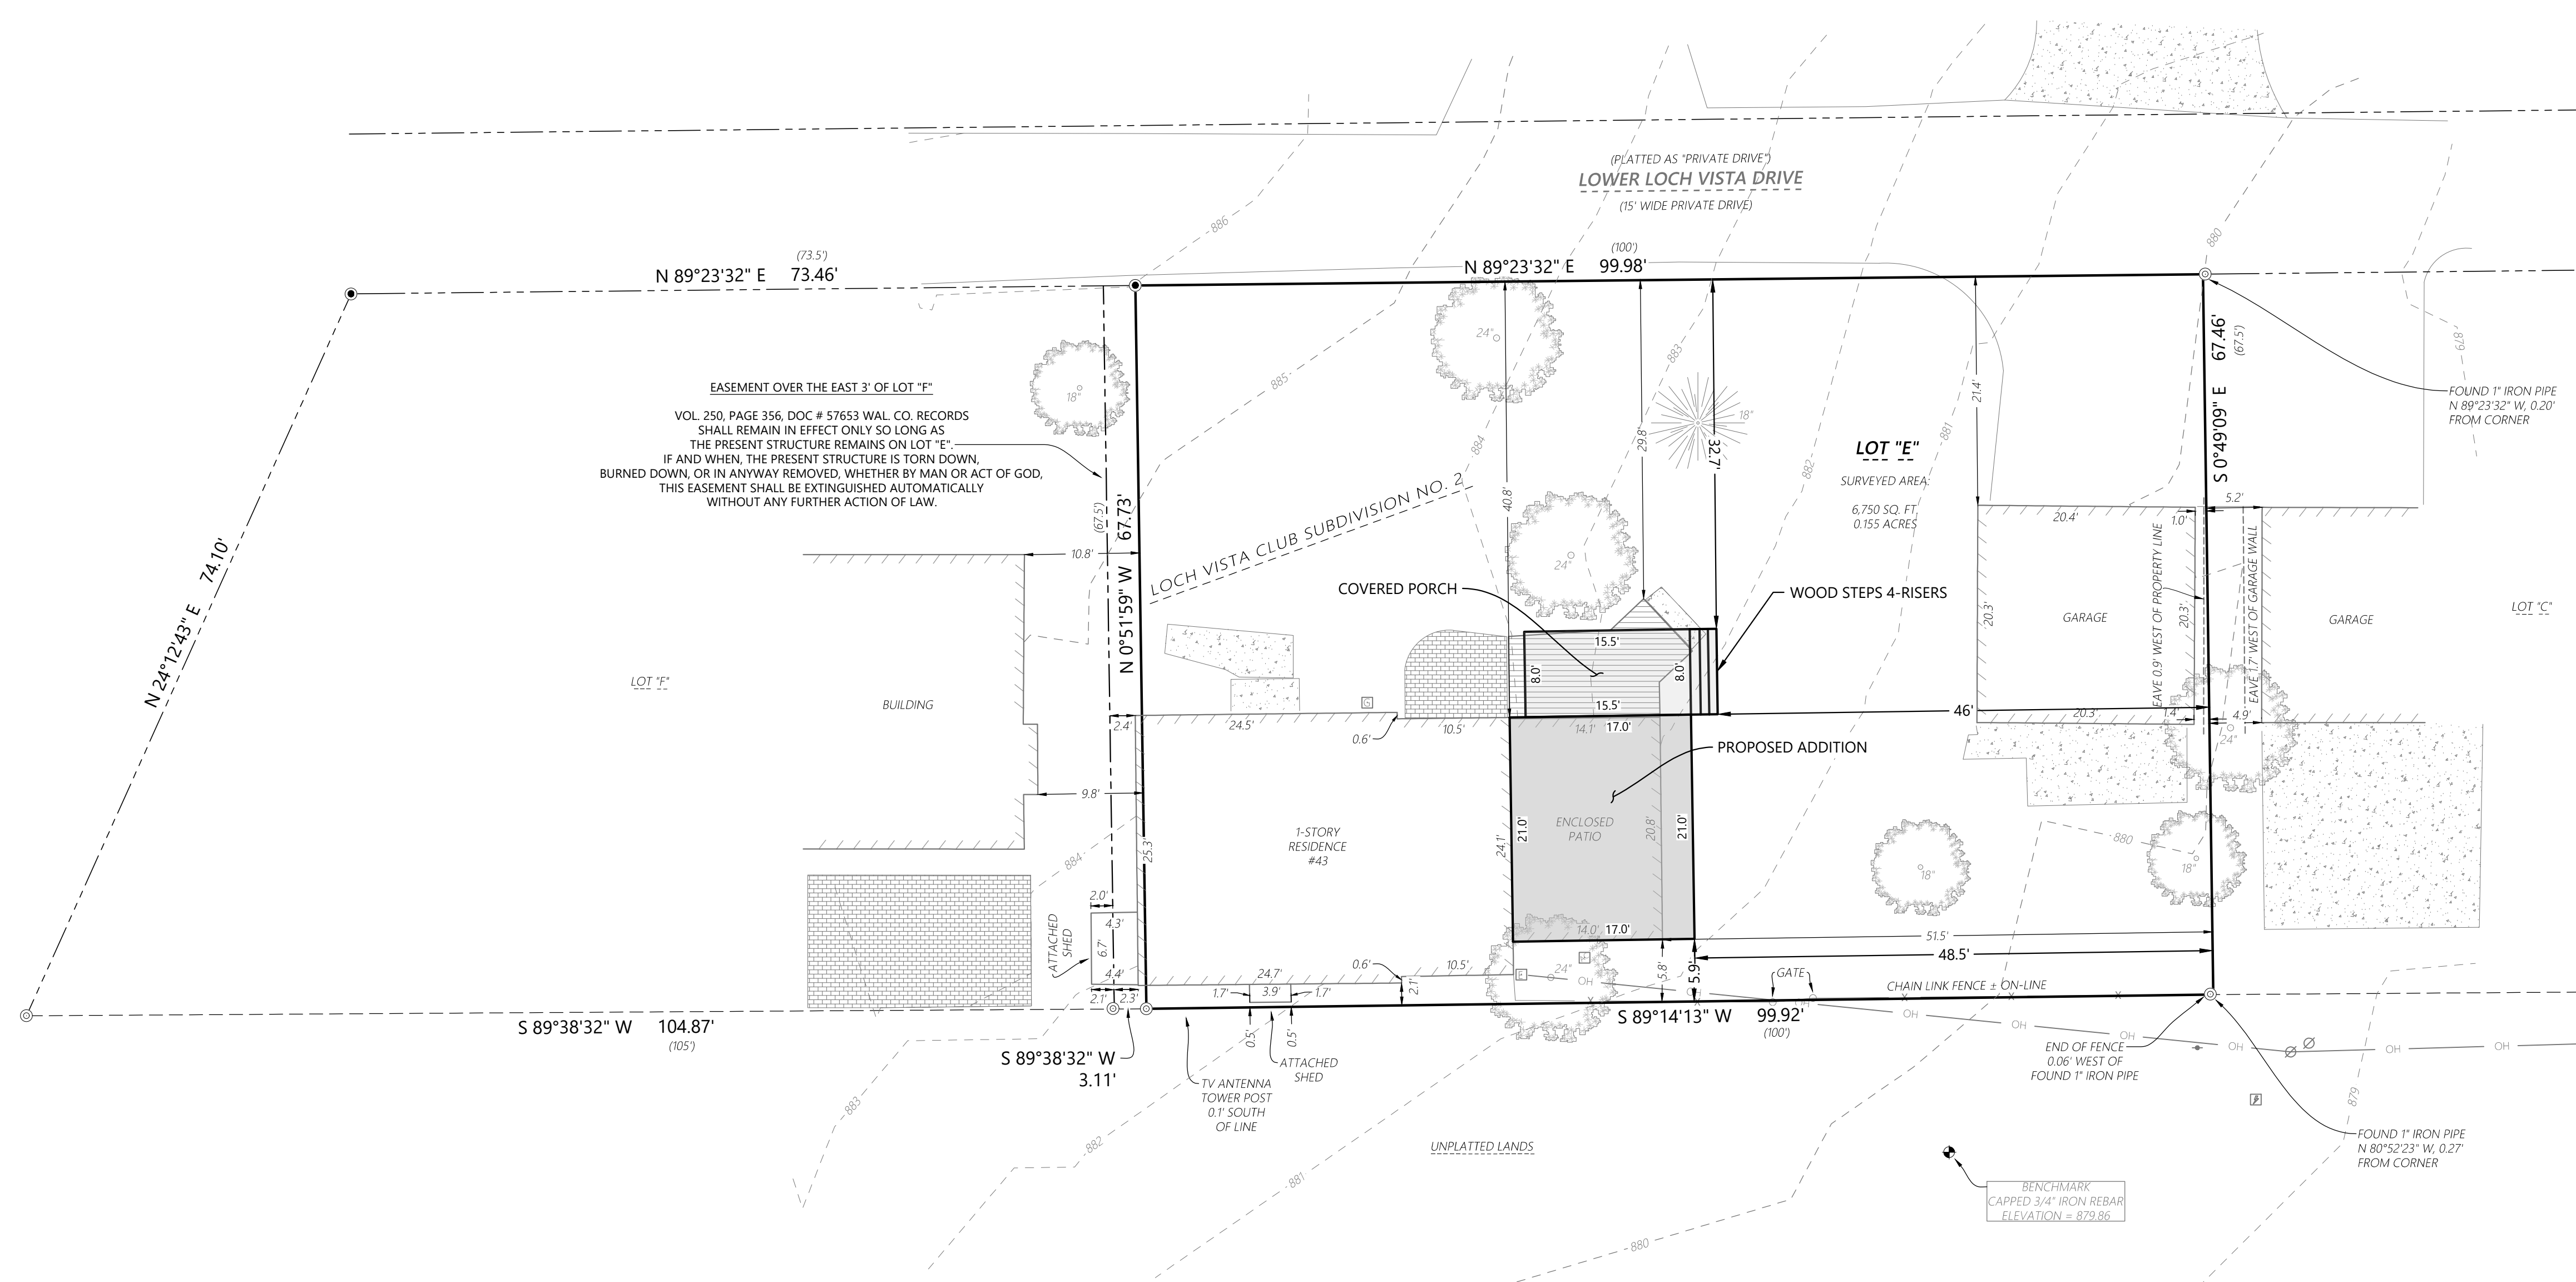 (PLATTED AS "PRIVATE DRIVE")
LOWER LOCH VISTA DRIVE
(15' WIDE PRIVATE DRIVE)
886
880
(73.5')
N 89°23'32" E 73.46'
(100')
N 89°23'32" E 99.98'
67.46'
(67.5')
S 0°49'09" E
879
24"
883
885
18"
EASEMENT OVER THE EAST 3' OF LOT "F"
VOL. 250, PAGE 356, DOC # 57653 WAL. CO. RECORDS
SHALL REMAIN IN EFFECT ONLY SO LONG AS
THE PRESENT STRUCTURE REMAINS ON LOT "E".
IF AND WHEN, THE PRESENT STRUCTURE IS TORN DOWN,
BURNED DOWN, OR IN ANYWAY REMOVED, WHETHER BY MAN OR ACT OF GOD,
THIS EASEMENT SHALL BE EXTINGUISHED AUTOMATICALLY
WITHOUT ANY FURTHER ACTION OF LAW.
FOUND 1" IRON PIPE
N 89°23'32" W, 0.20'
FROM CORNER
21.4'
18"
29.8'
32.7'
884
40.8'
881
882
LOT "E"
SURVEYED AREA:
6,750 SQ. FT.
0.155 ACRES
LOCH VISTA CLUB SUBDIVISION NO. 2
(67.5')
67.73'
N 0°51'59" W
10.8'
74.10'
N 24°12'43" E
24"
20.4'
1.0'
5.2'
EAVE 0.9' WEST OF PROPERTY LINE
EAVE 1.7' WEST OF GARAGE WALL
20.3'
20.3'
GARAGE
GARAGE
LOT "C"
COVERED PORCH
WOOD STEPS 4-RISERS
15.5'
8.0'
8.0'
15.5'
LOT "F"
BUILDING
G
2.4'
24.5'
0.6'
10.5'
14.1'
17.0'
46'
20.3'
1.4'
4.9'
24"
PROPOSED ADDITION
9.8'
1-STORY
RESIDENCE
#43
ENCLOSED
PATIO
24.1'
21.0'
20.8'
21.0'
25.3'
884
880
18"
18"
2.0'
4.3'
6.7'
4.4'
ATTACHED
SHED
14.0'
17.0'
51.5'
48.5'
5.8'
5.9'
24"
E
OH
24.7'
0.6'
10.5'
2.1'
1.7'
3.9'
1.7'
2.1'
2.3'
GATE
CHAIN LINK FENCE ± ON-LINE
X
X
X
X
X
OH
OH
OH
OH
OH
OH
OH
OH
S 89°38'32" W 104.87'
(105')
S 89°14'13" W 99.92'
(100')
S 89°38'32" W
3.11'
0.5'
0.5'
ATTACHED
SHED
TV ANTENNA
TOWER POST
0.1' SOUTH
OF LINE
END OF FENCE
0.06' WEST OF
FOUND 1" IRON PIPE
883
882
881
880
879
UNPLATTED LANDS
FOUND 1" IRON PIPE
N 80°52'23" W, 0.27'
FROM CORNER
BENCHMARK
CAPPED 3/4" IRON REBAR
ELEVATION = 879.86